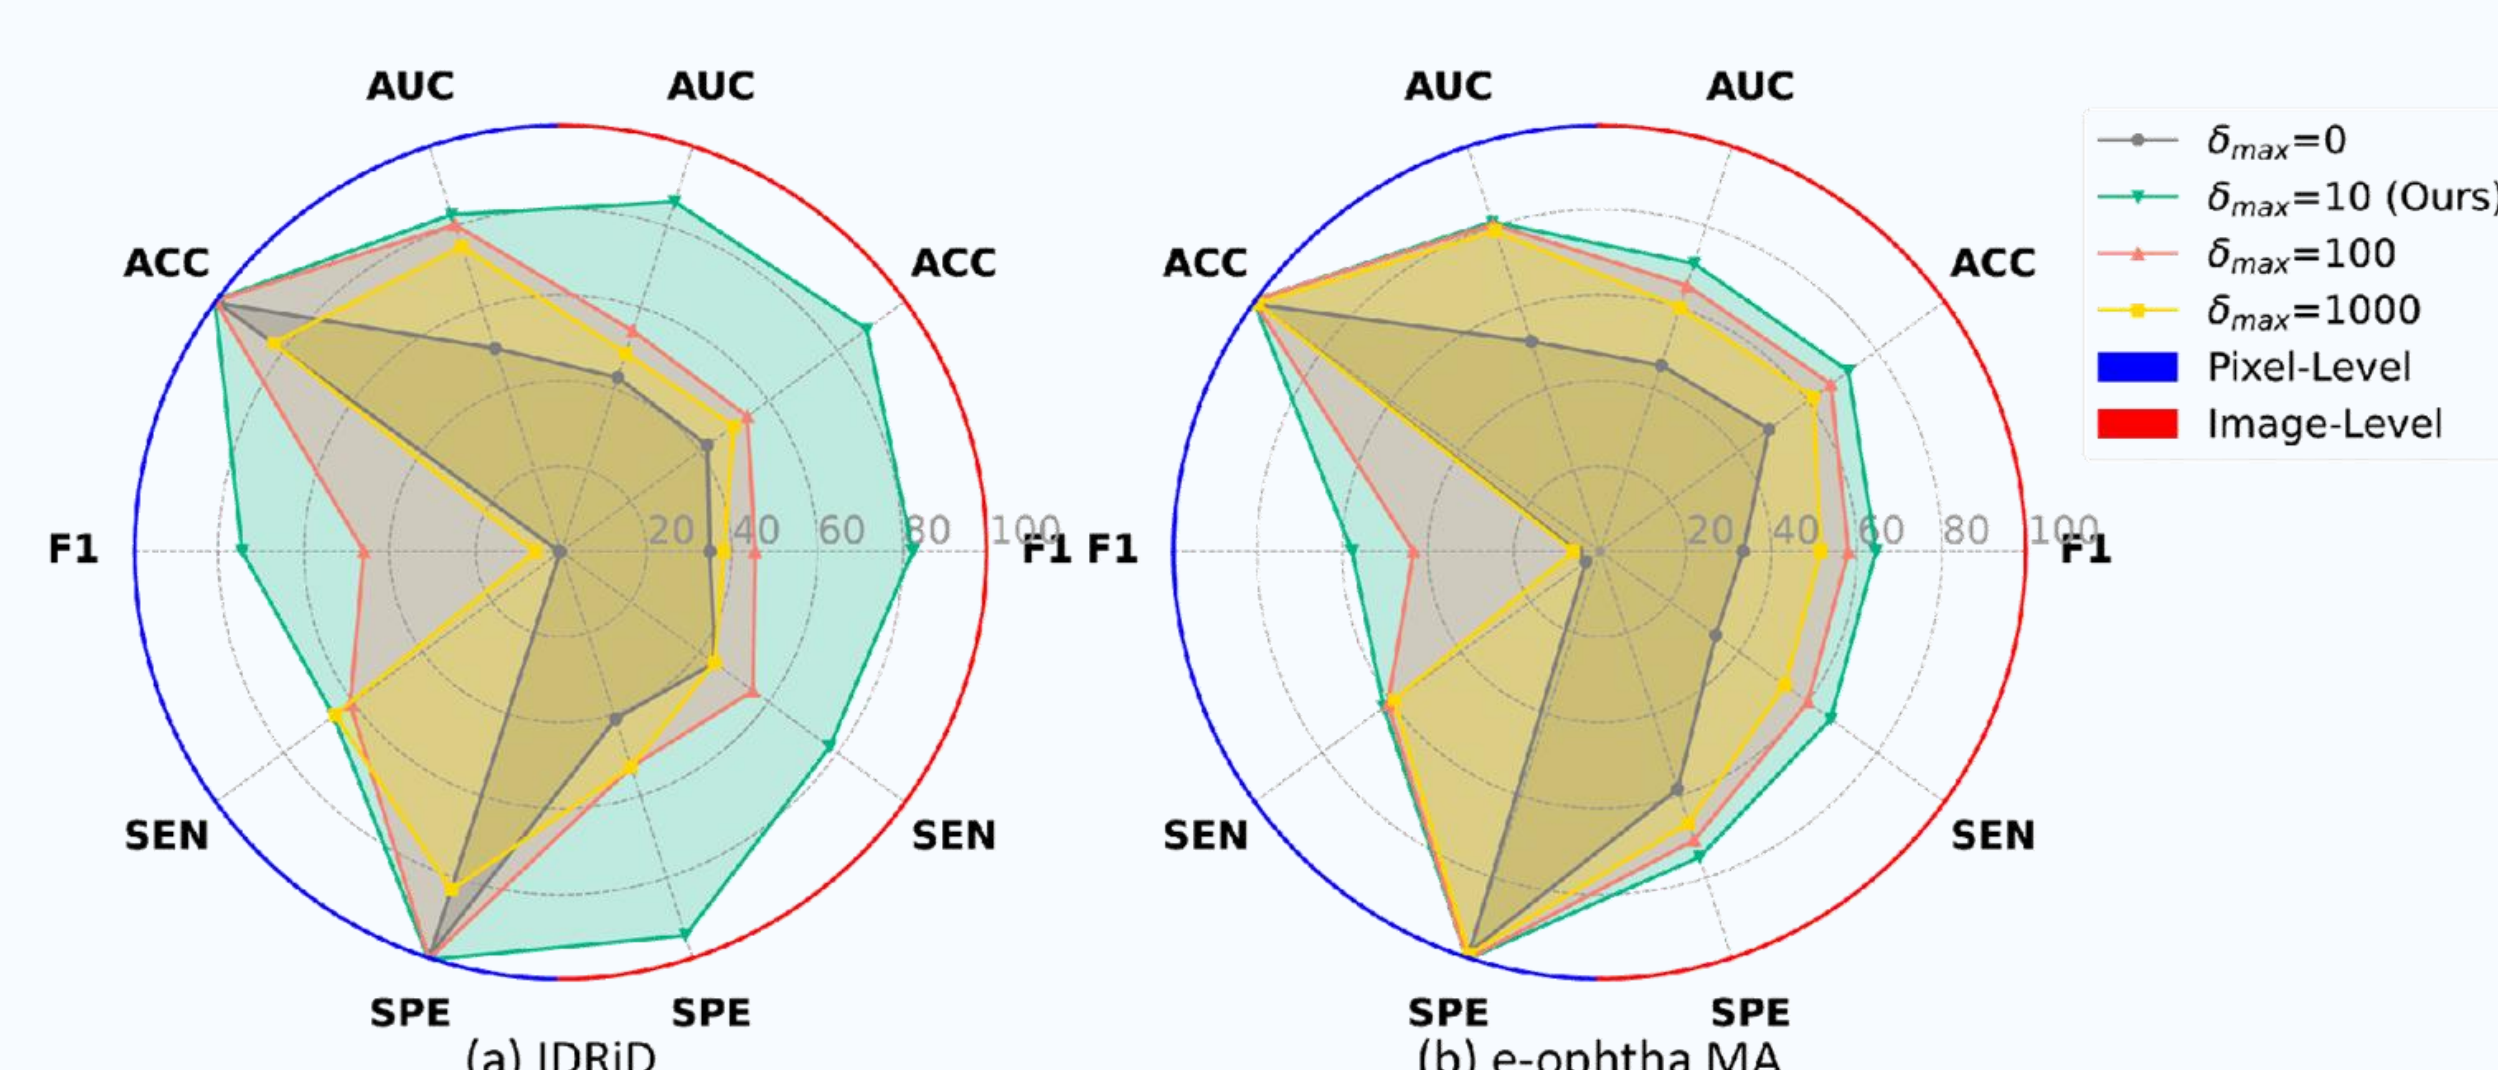 AUC AUC
ACC ACC
F1 20 40 60 80 100 F1
SEN SEN
SPE SPE
(a) IDRiD
AUC AUC
ACC ACC
F1 20 40 60 80 100 F1
SEN SEN
SPE SPE
(b) e-ophtha MA
δmax=0
δmax=10 (Ours)
δmax=100
δmax=1000
Pixel-Level
Image-Level